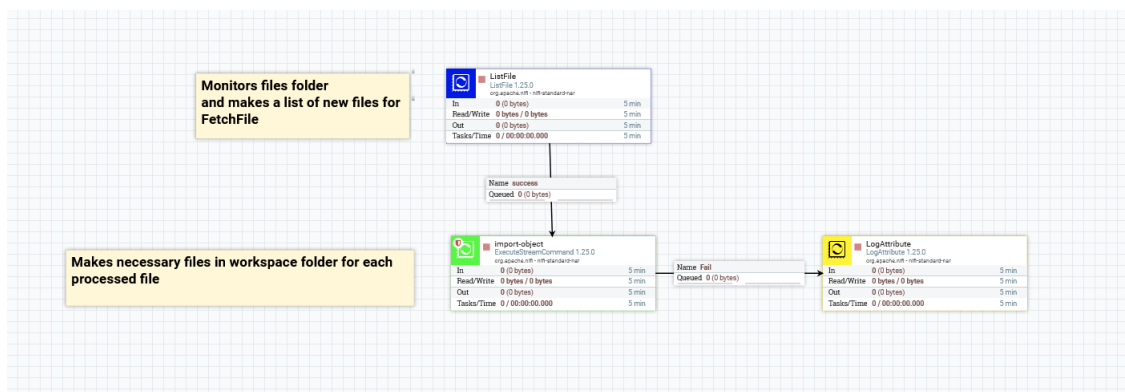 Monitors files folder
and makes a list of new files for
FetchFile
ListFile
ListFile 1.25.0
org.apache.nifi - nifi-standard-nar
In 0 (0 bytes) 5 min
Read/Write 0 bytes / 0 bytes 5 min
Out 0 (0 bytes) 5 min
Tasks/Time 0 / 00:00:00.000 5 min
Name success
Queued 0 (0 bytes)
Makes necessary files in workspace folder for each
processed file
import-object
ExecuteStreamCommand 1.25.0
org.apache.nifi - nifi-standard-nar
In 0 (0 bytes) 5 min
Read/Write 0 bytes / 0 bytes 5 min
Out 0 (0 bytes) 5 min
Tasks/Time 0 / 00:00:00.000 5 min
Name Fail
Queued 0 (0 bytes)
LogAttribute
LogAttribute 1.25.0
org.apache.nifi - nifi-standard-nar
In 0 (0 bytes) 5 min
Read/Write 0 bytes / 0 bytes 5 min
Out 0 (0 bytes) 5 min
Tasks/Time 0 / 00:00:00.000 5 min